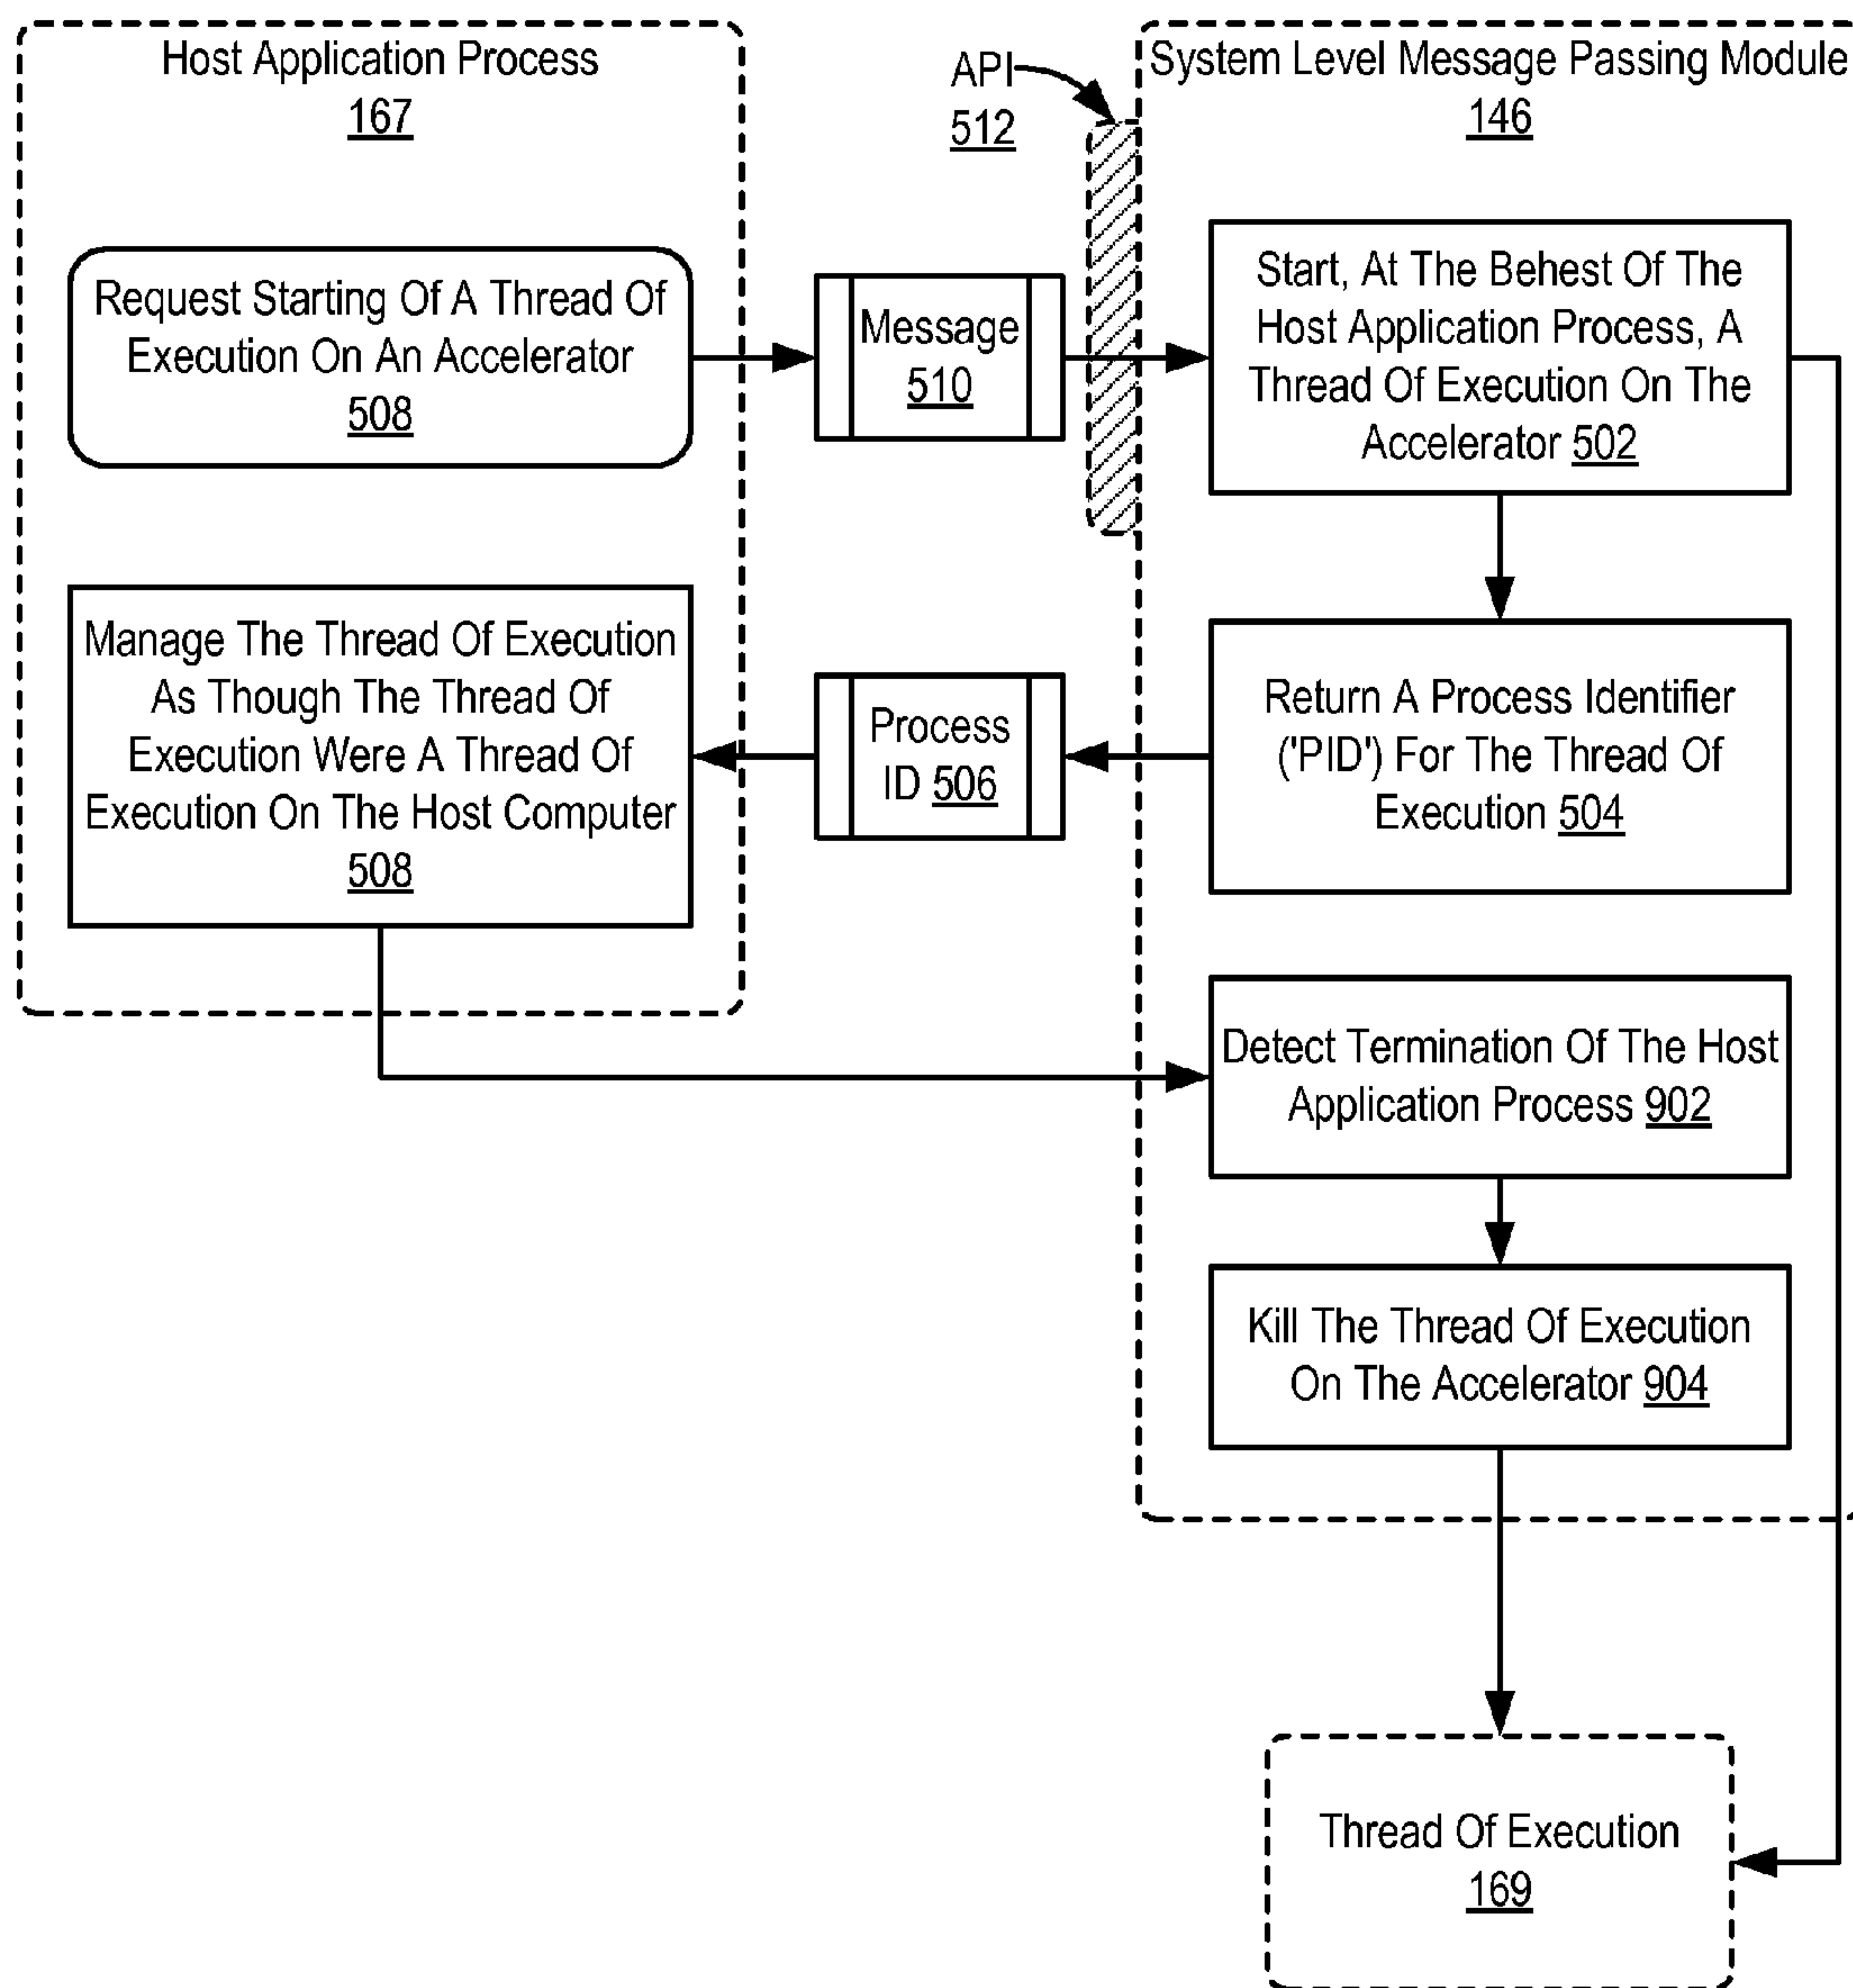 Host Application Process
167
API
512
System Level Message Passing Module
146
Request Starting Of A Thread Of
Execution On An Accelerator
508
Message
510
Start, At The Behest Of The
Host Application Process, A
Thread Of Execution On The
Accelerator 502
Manage The Thread Of Execution
As Though The Thread Of
Execution Were A Thread Of
Execution On The Host Computer
508
Process
ID 506
Return A Process Identifier
('PID') For The Thread Of
Execution 504
Detect Termination Of The Host
Application Process 902
Kill The Thread Of Execution
On The Accelerator 904
Thread Of Execution
169